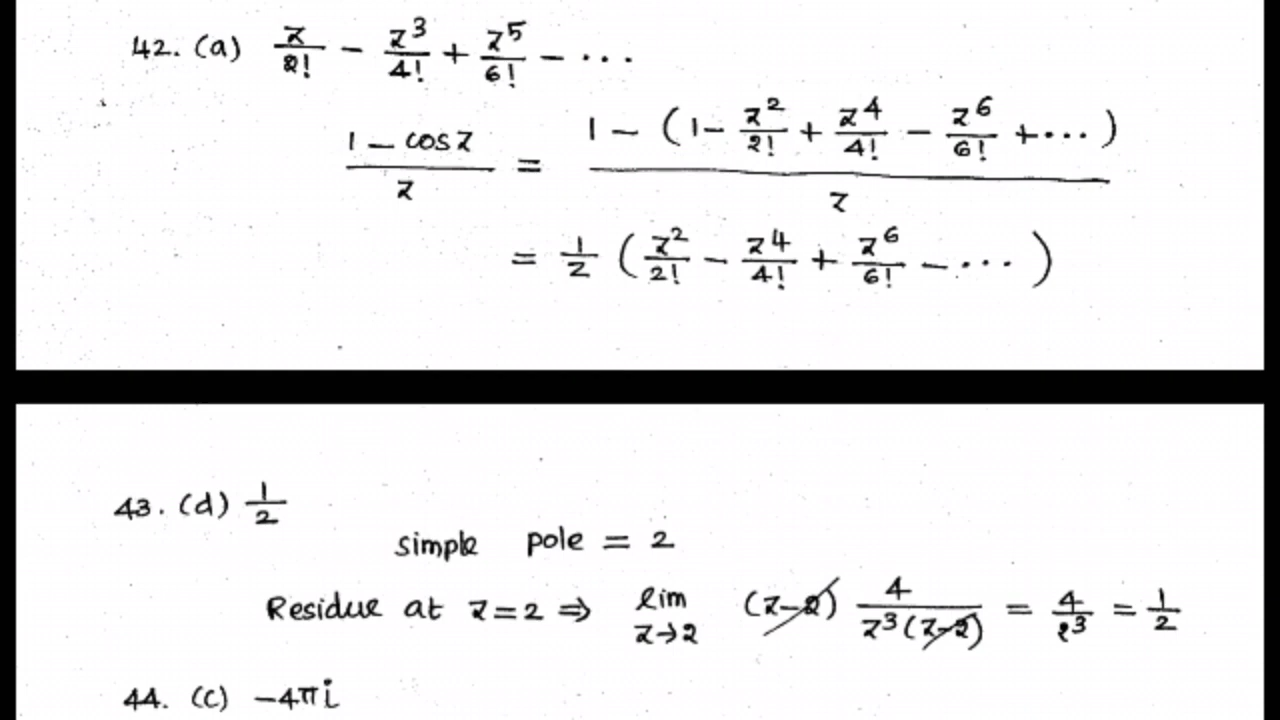 42. (a) z/2! - z³/4! + z⁵/6! - ...
(1 - cosz)/z = (1 - (1 - z²/2! + z⁴/4! - z⁶/6! + ...))/z
= 1/z (z²/2! - z⁴/4! + z⁶/6! - ...)
43. (d) 1/2
simple pole = 2
Residue at z=2 ⇒ lim z→2 (z-2) 4/(z³(z-2)) = 4/2³ = 1/2
44. (c) -4πi